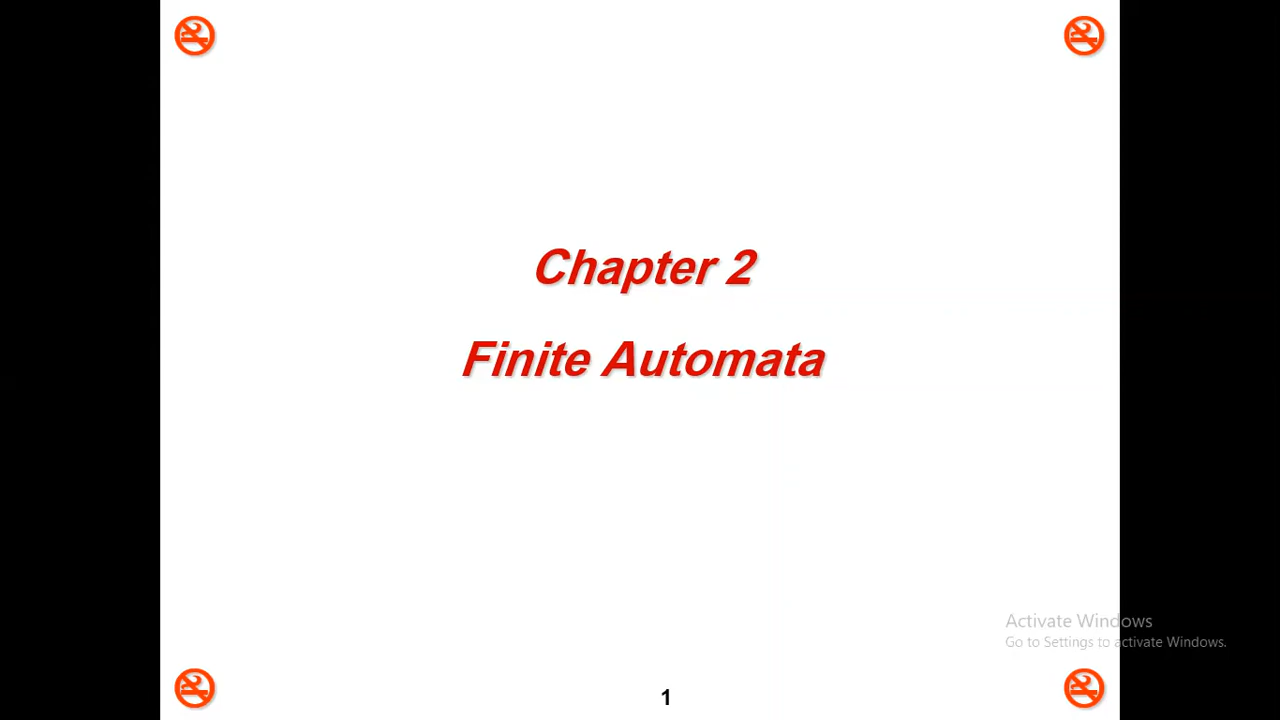 Chapter 2
Finite Automata
Activate Windows
Go to Settings to activate Windows.
1